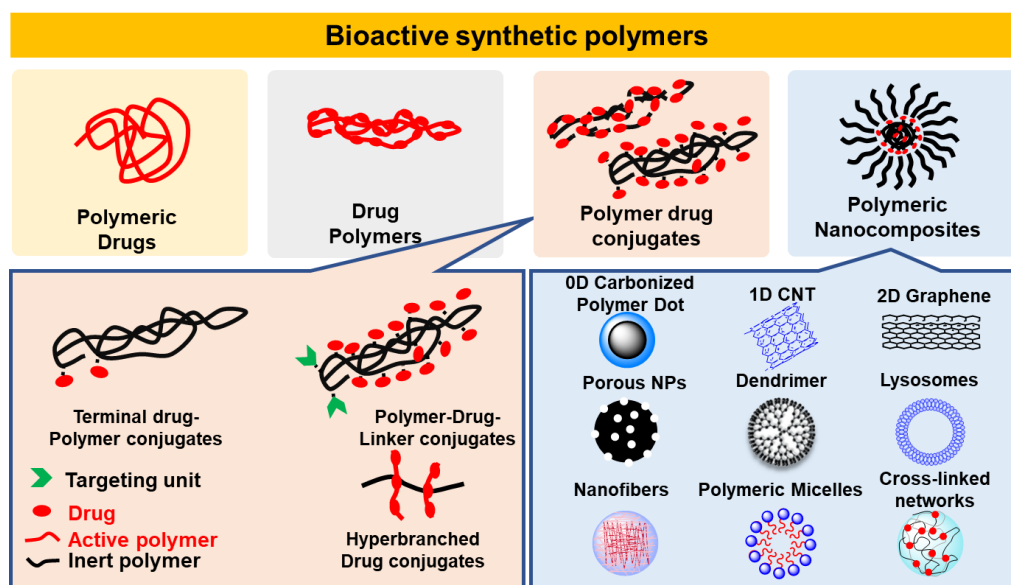 Bioactive synthetic polymers
Polymeric
Drugs
Drug
Polymers
Polymer drug
conjugates
Polymeric
Nanocomposites
Terminal drug-
Polymer conjugates
Polymer-Drug-
Linker conjugates
Targeting unit
Drug
Active polymer
Inert polymer
Hyperbranched
Drug conjugates
0D Carbonized
Polymer Dot
1D CNT
2D Graphene
Porous NPs
Dendrimer
Lysosomes
Nanofibers
Polymeric Micelles
Cross-linked
networks